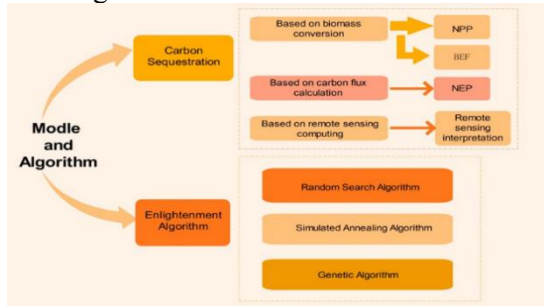 Carbon
Sequestration
Based on biomass
conversion
NPP
BEF
Based on carbon flux
calculation
NEP
Based on remote sensing
computing
Remote
sensing
interpretation
Modle
and
Algorithm
Enlightenment
Algorithm
Random Search Algorithm
Simulated Annealing Algorithm
Genetic Algorithm